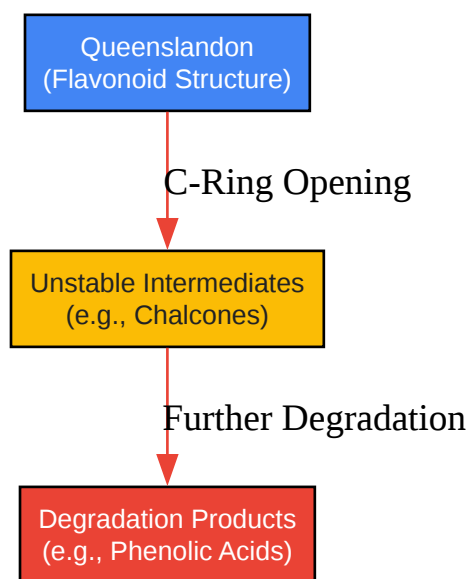 Queenslandon
(Flavonoid Structure)
C-Ring Opening
Unstable Intermediates
(e.g., Chalcones)
Further Degradation
Degradation Products
(e.g., Phenolic Acids)